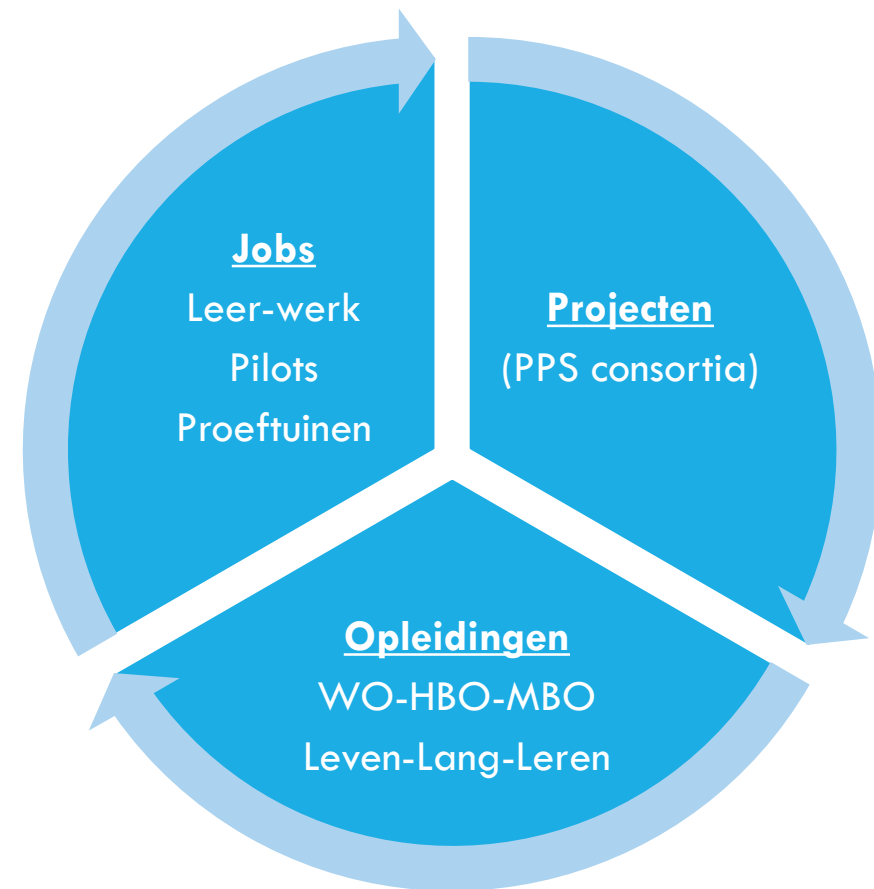 Jobs
Leer-werk
Pilots
Proeftuinen
Projecten
(PPS consortia)
Opleidingen
WO-HBO-MBO
Leven-Lang-Leren